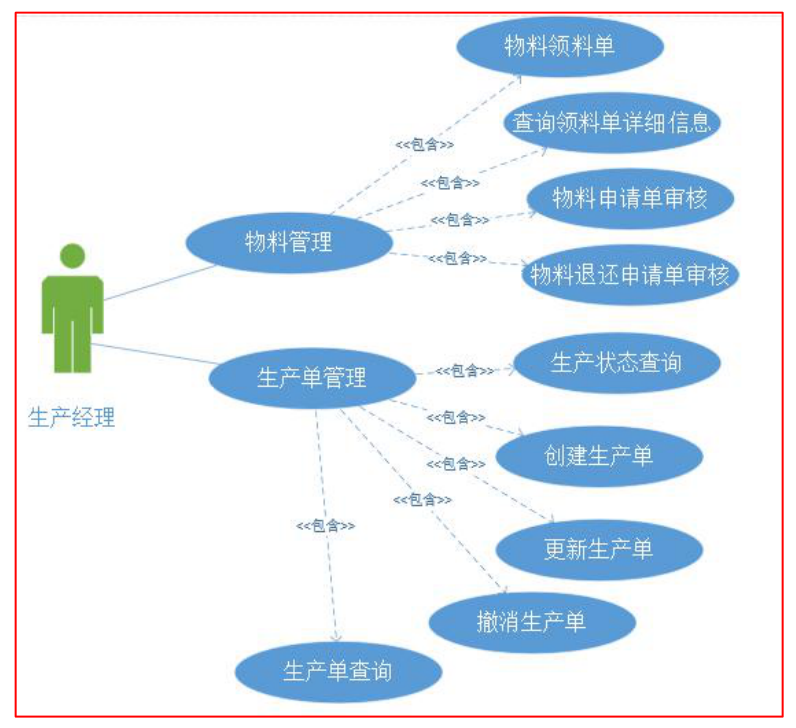 物料领料单
<<包含>>
查询领料单详细信息
<<包含>>
物料申请单审核
<<包含>>
物料管理
<<包含>>
物料退还申请单审核
生产状态查询
<<包含>>
生产单管理
生产经理
<<包含>>
创建生产单
<<包含>>
<<包含>>
<<包含>>
更新生产单
撤消生产单
生产单查询